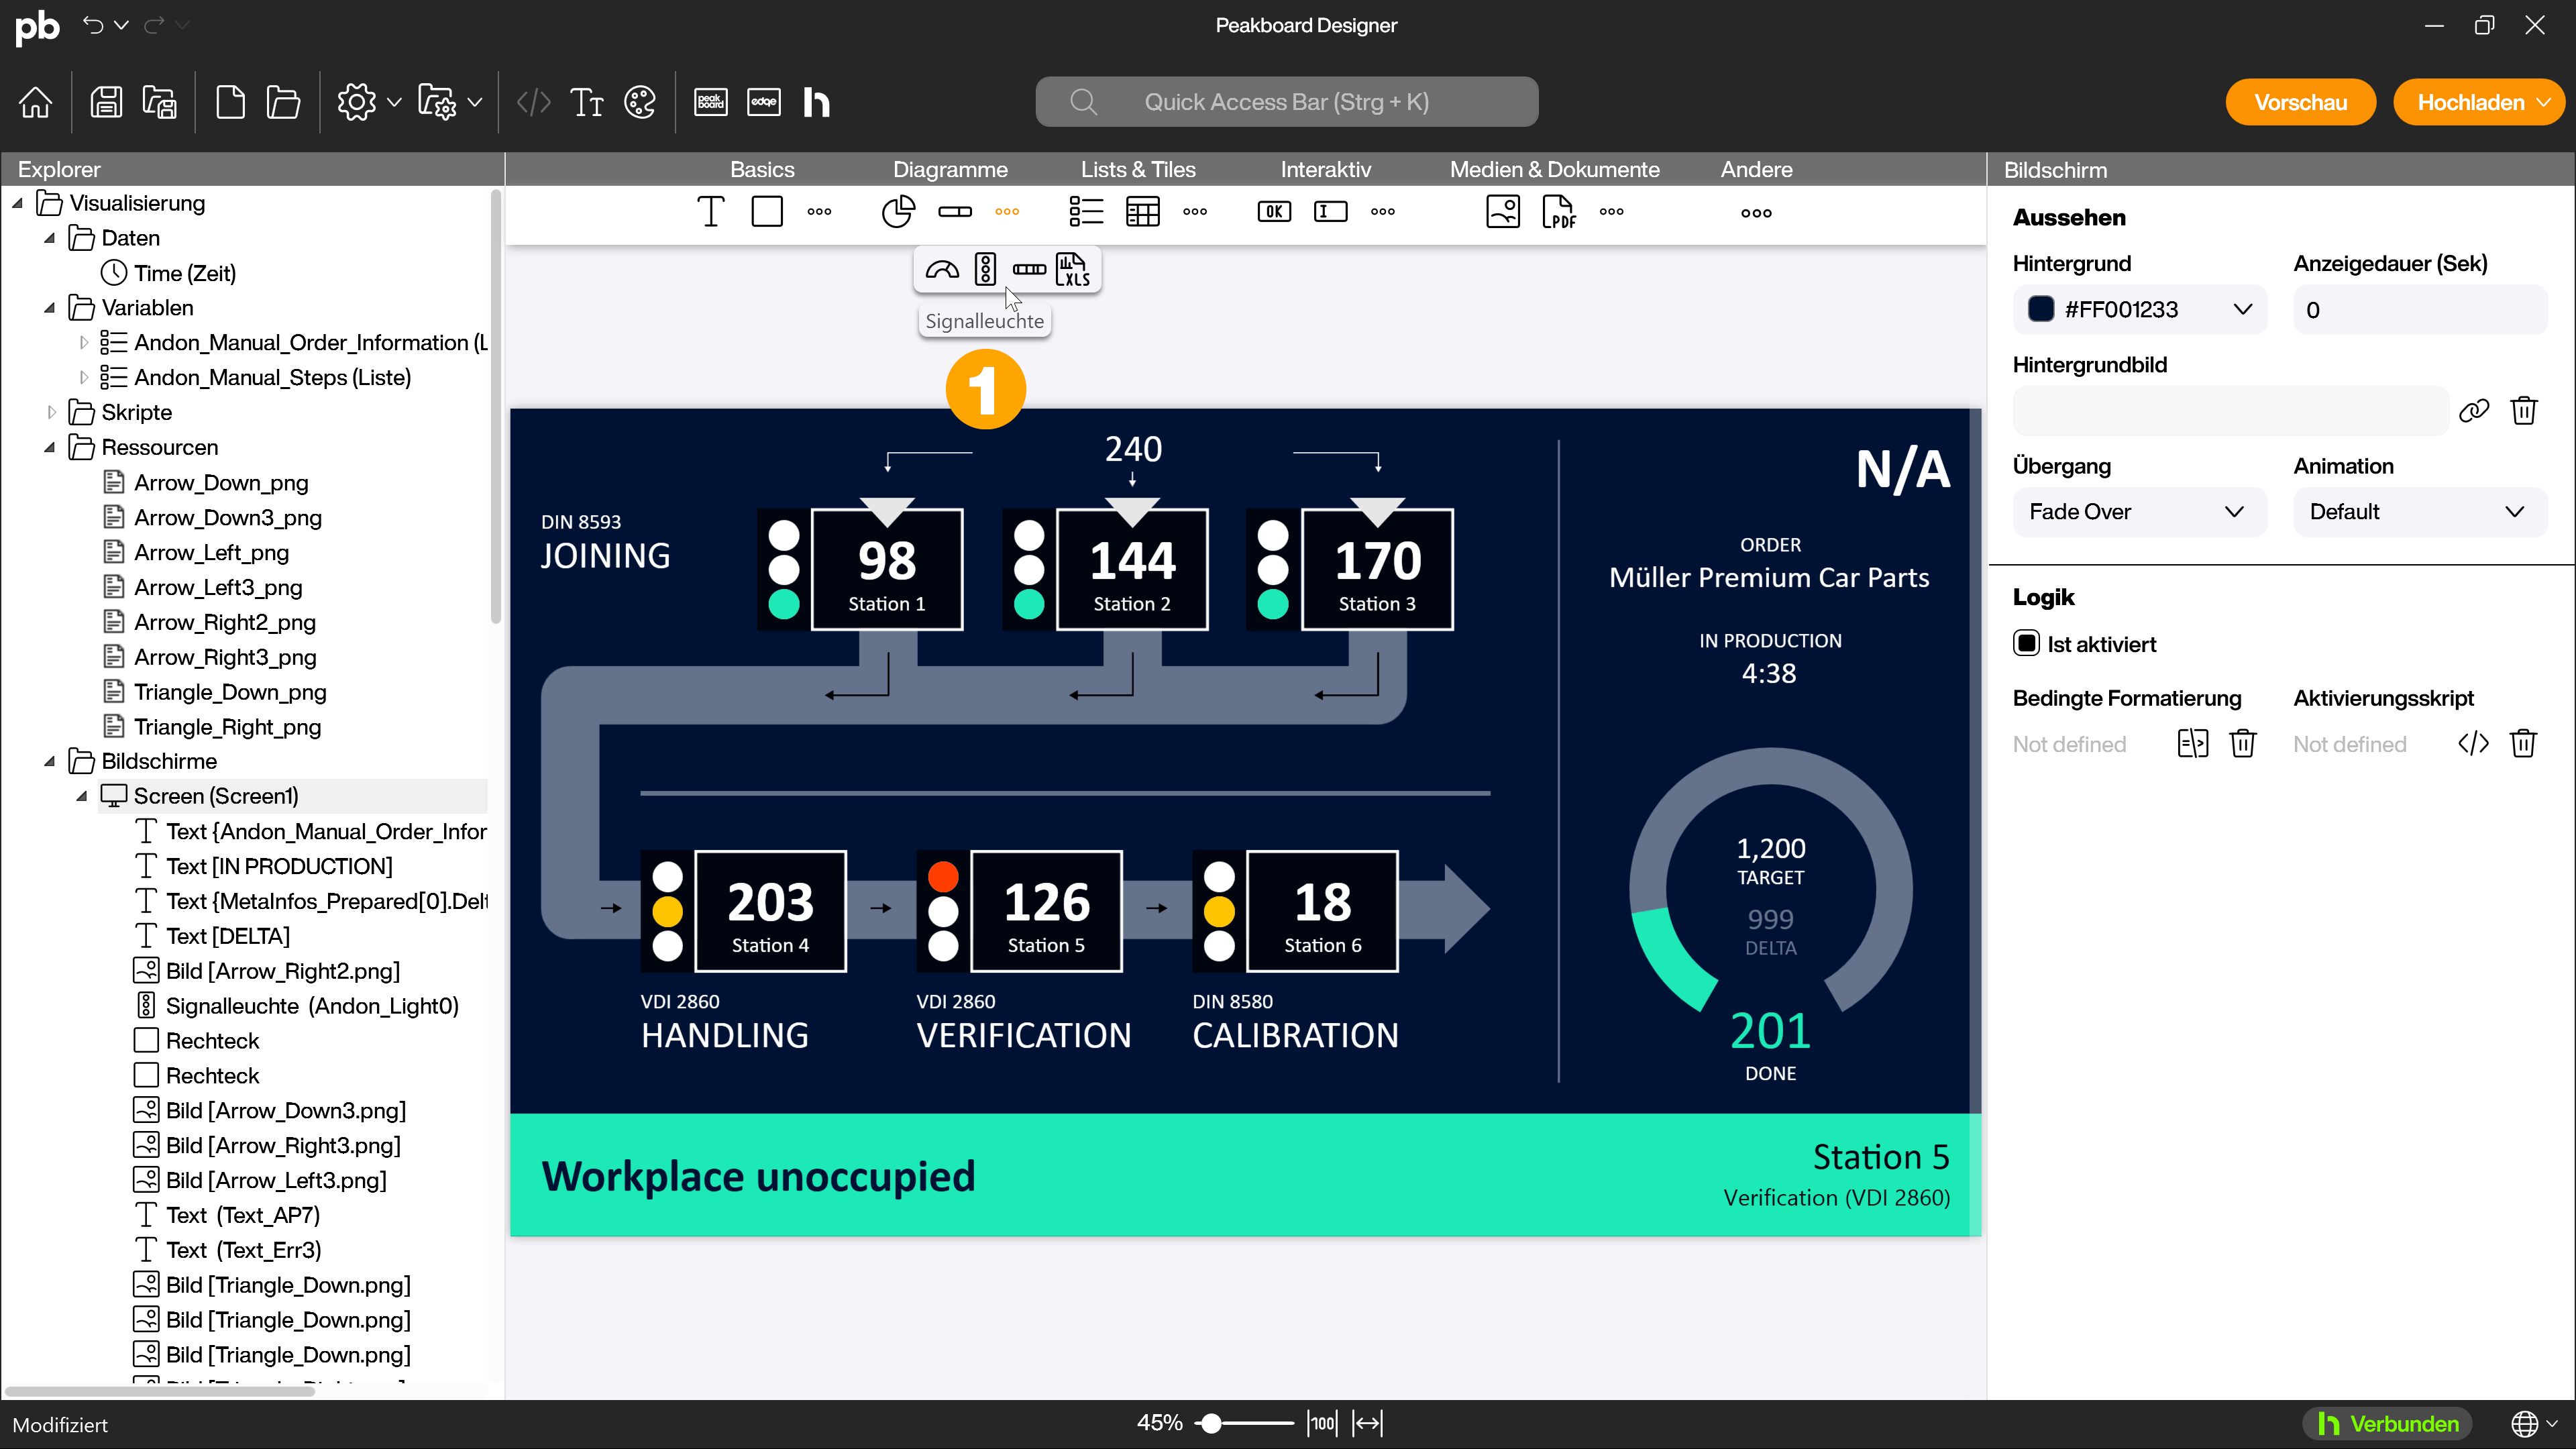 pb
Peakboard Designer
peak board
edge
h
Quick Access Bar (Strg + K)
Vorschau
Hochladen
Explorer
Basics
Diagramme
Lists & Tiles
Interaktiv
Medien & Dokumente
Andere
Bildschirm
OK
PDF
XLS
Signalleuchte
1
Visualisierung
Daten
Time (Zeit)
Variablen
Andon_Manual_Order_Information (L
Andon_Manual_Steps (Liste)
Skripte
Ressourcen
Arrow_Down_png
Arrow_Down3_png
Arrow_Left_png
Arrow_Left3_png
Arrow_Right2_png
Arrow_Right3_png
Triangle_Down_png
Triangle_Right_png
Bildschirme
Screen (Screen1)
Text {Andon_Manual_Order_Infor
Text [IN PRODUCTION]
Text {MetaInfos_Prepared[0].Delt
Text [DELTA]
Bild [Arrow_Right2.png]
Signalleuchte (Andon_Light0)
Rechteck
Rechteck
Bild [Arrow_Down3.png]
Bild [Arrow_Right3.png]
Bild [Arrow_Left3.png]
Text (Text_AP7)
Text (Text_Err3)
Bild [Triangle_Down.png]
Bild [Triangle_Down.png]
Bild [Triangle_Down.png]
240
N/A
DIN 8593
JOINING
98
Station 1
144
Station 2
170
Station 3
ORDER
Müller Premium Car Parts
IN PRODUCTION
4:38
203
Station 4
126
Station 5
18
Station 6
1,200
TARGET
999
DELTA
201
DONE
VDI 2860
HANDLING
VDI 2860
VERIFICATION
DIN 8580
CALIBRATION
Workplace unoccupied
Station 5
Verification (VDI 2860)
Aussehen
Hintergrund
Anzeigedauer (Sek)
#FF001233
0
Hintergrundbild
Übergang
Animation
Fade Over
Default
Logik
Ist aktiviert
Bedingte Formatierung
Aktivierungsskript
Not defined
Not defined
Modifiziert
45%
100
h Verbunden